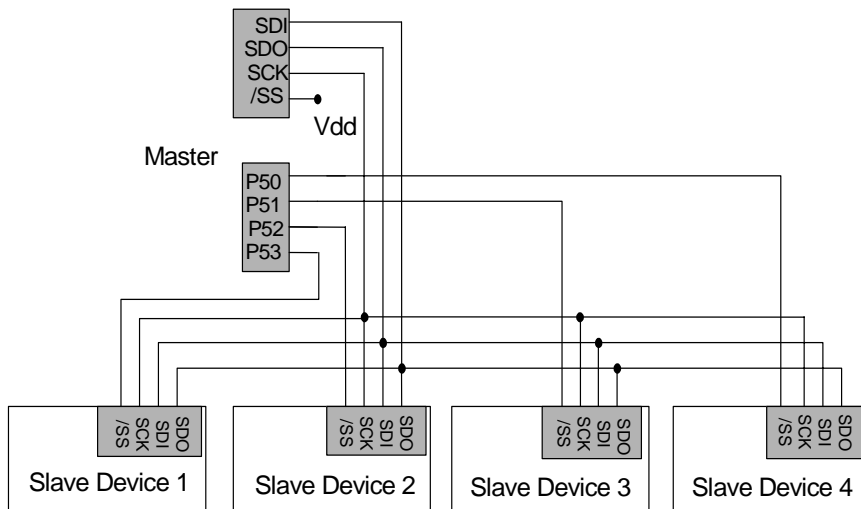 SDI
SDO
SCK
/SS
Vdd
Master
P50
P51
P52
P53
/SS
SCK
SDI
SDO
Slave Device 1
/SS
SCK
SDI
SDO
Slave Device 2
/SS
SCK
SDI
SDO
Slave Device 3
/SS
SCK
SDI
SDO
Slave Device 4